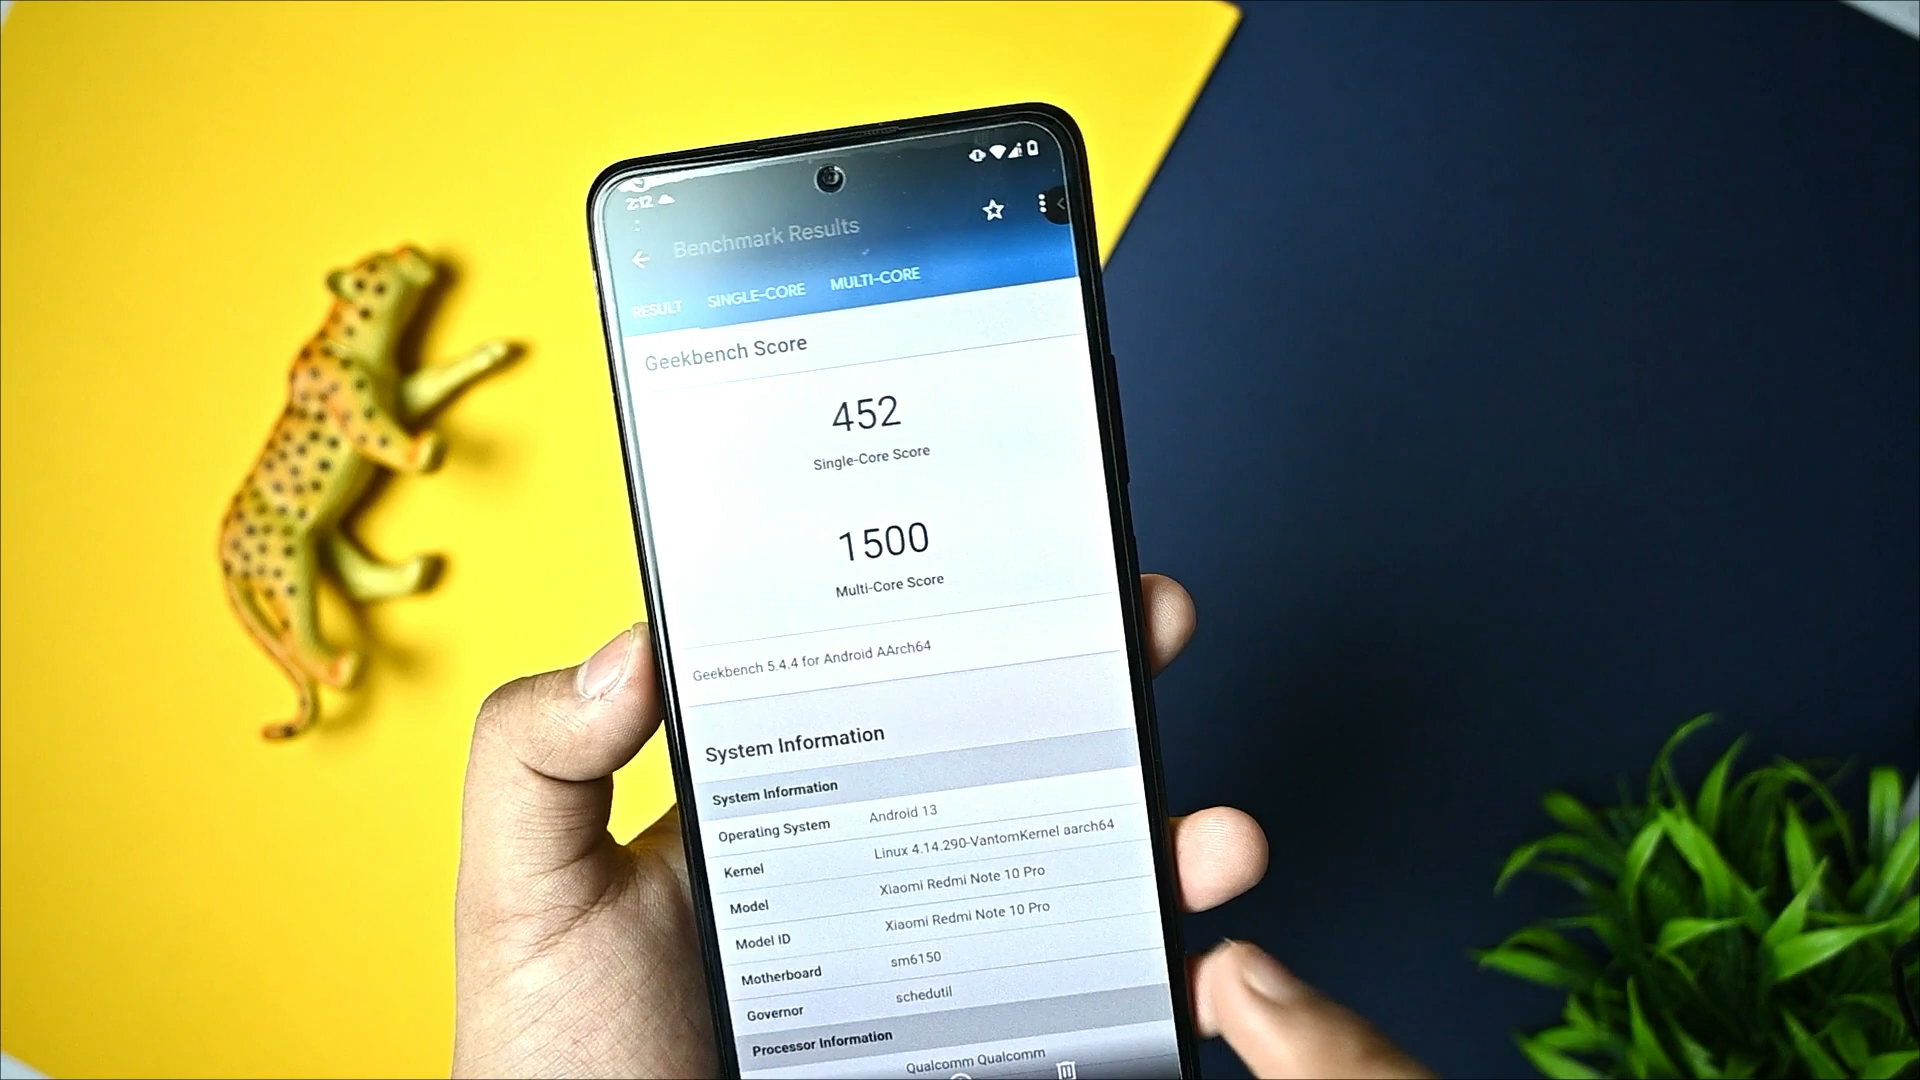 2:12
Benchmark Results
RESULT SINGLE-CORE MULTI-CORE
Geekbench Score
452
Single-Core Score
1500
Multi-Core Score
Geekbench 5.4.4 for Android AArch64
System Information
System Information
Operating System Android 13
Kernel Linux 4.14.290-VantomKernel aarch64
Model Xiaomi Redmi Note 10 Pro
Model ID Xiaomi Redmi Note 10 Pro
Motherboard sm6150
Governor schedutil
Processor Information
Qualcomm Qualcomm